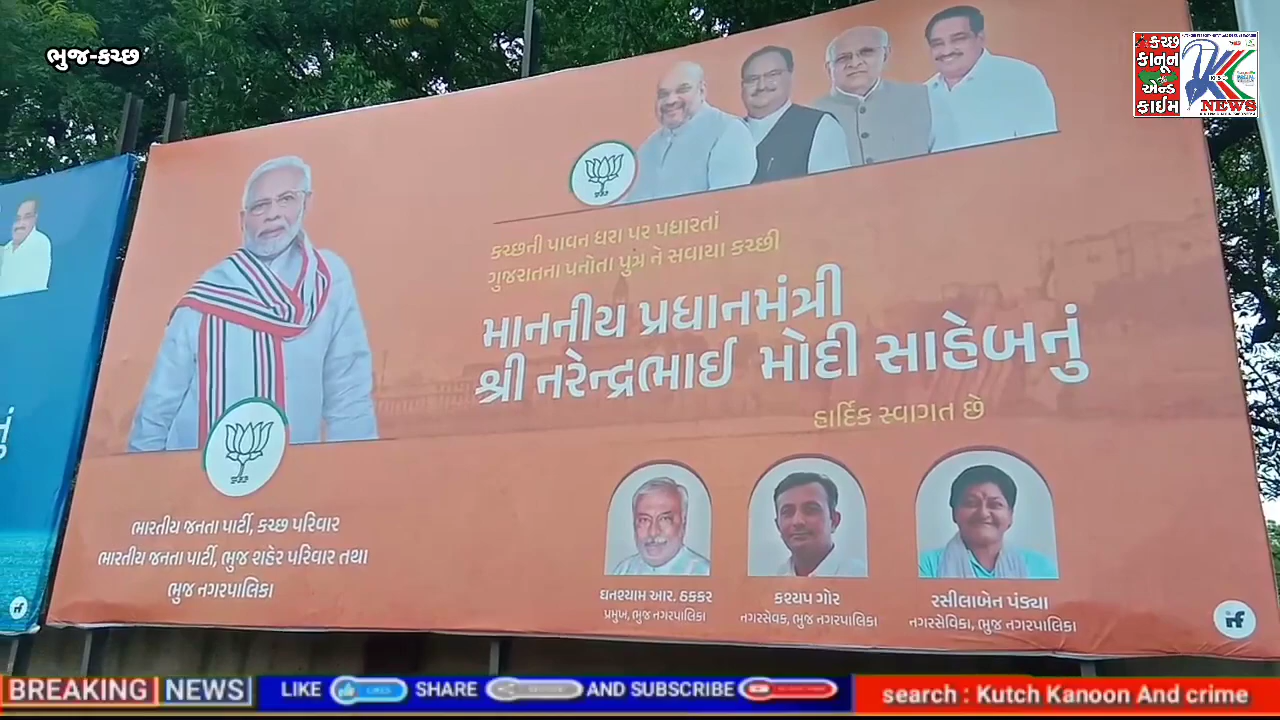 ભુજ-કચ્છ
કચ્છ
કાનૂન
એન્ડ
ક્રાઈમ
NEWS
કચ્છની પાવન ધરા પર પધારતાં
ગુજરાતના પનોતા પુત્ર ને સવાયા કચ્છી
માનનીય પ્રધાનમંત્રી
શ્રી નરેન્દ્રભાઈ મોદી સાહેબનું
હાર્દિક સ્વાગત છે
ભારતીય જનતા પાર્ટી, કચ્છ પરિવાર
ભારતીય જનતા પાર્ટી, ભુજ શહેર પરિવાર તથા
ભુજ નગરપાલિકા
ઘનશ્યામ આર. ઠક્કર
પ્રમુખ, ભુજ નગરપાલિકા
કશ્યપ ગોર
નગરસેવક, ભુજ નગરપાલિકા
રસીલાબેન પંડ્યા
નગરસેવિકા, ભુજ નગરપાલિકા
BREAKING NEWS LIKE SHARE AND SUBSCRIBE search : Kutch Kanoon And crime